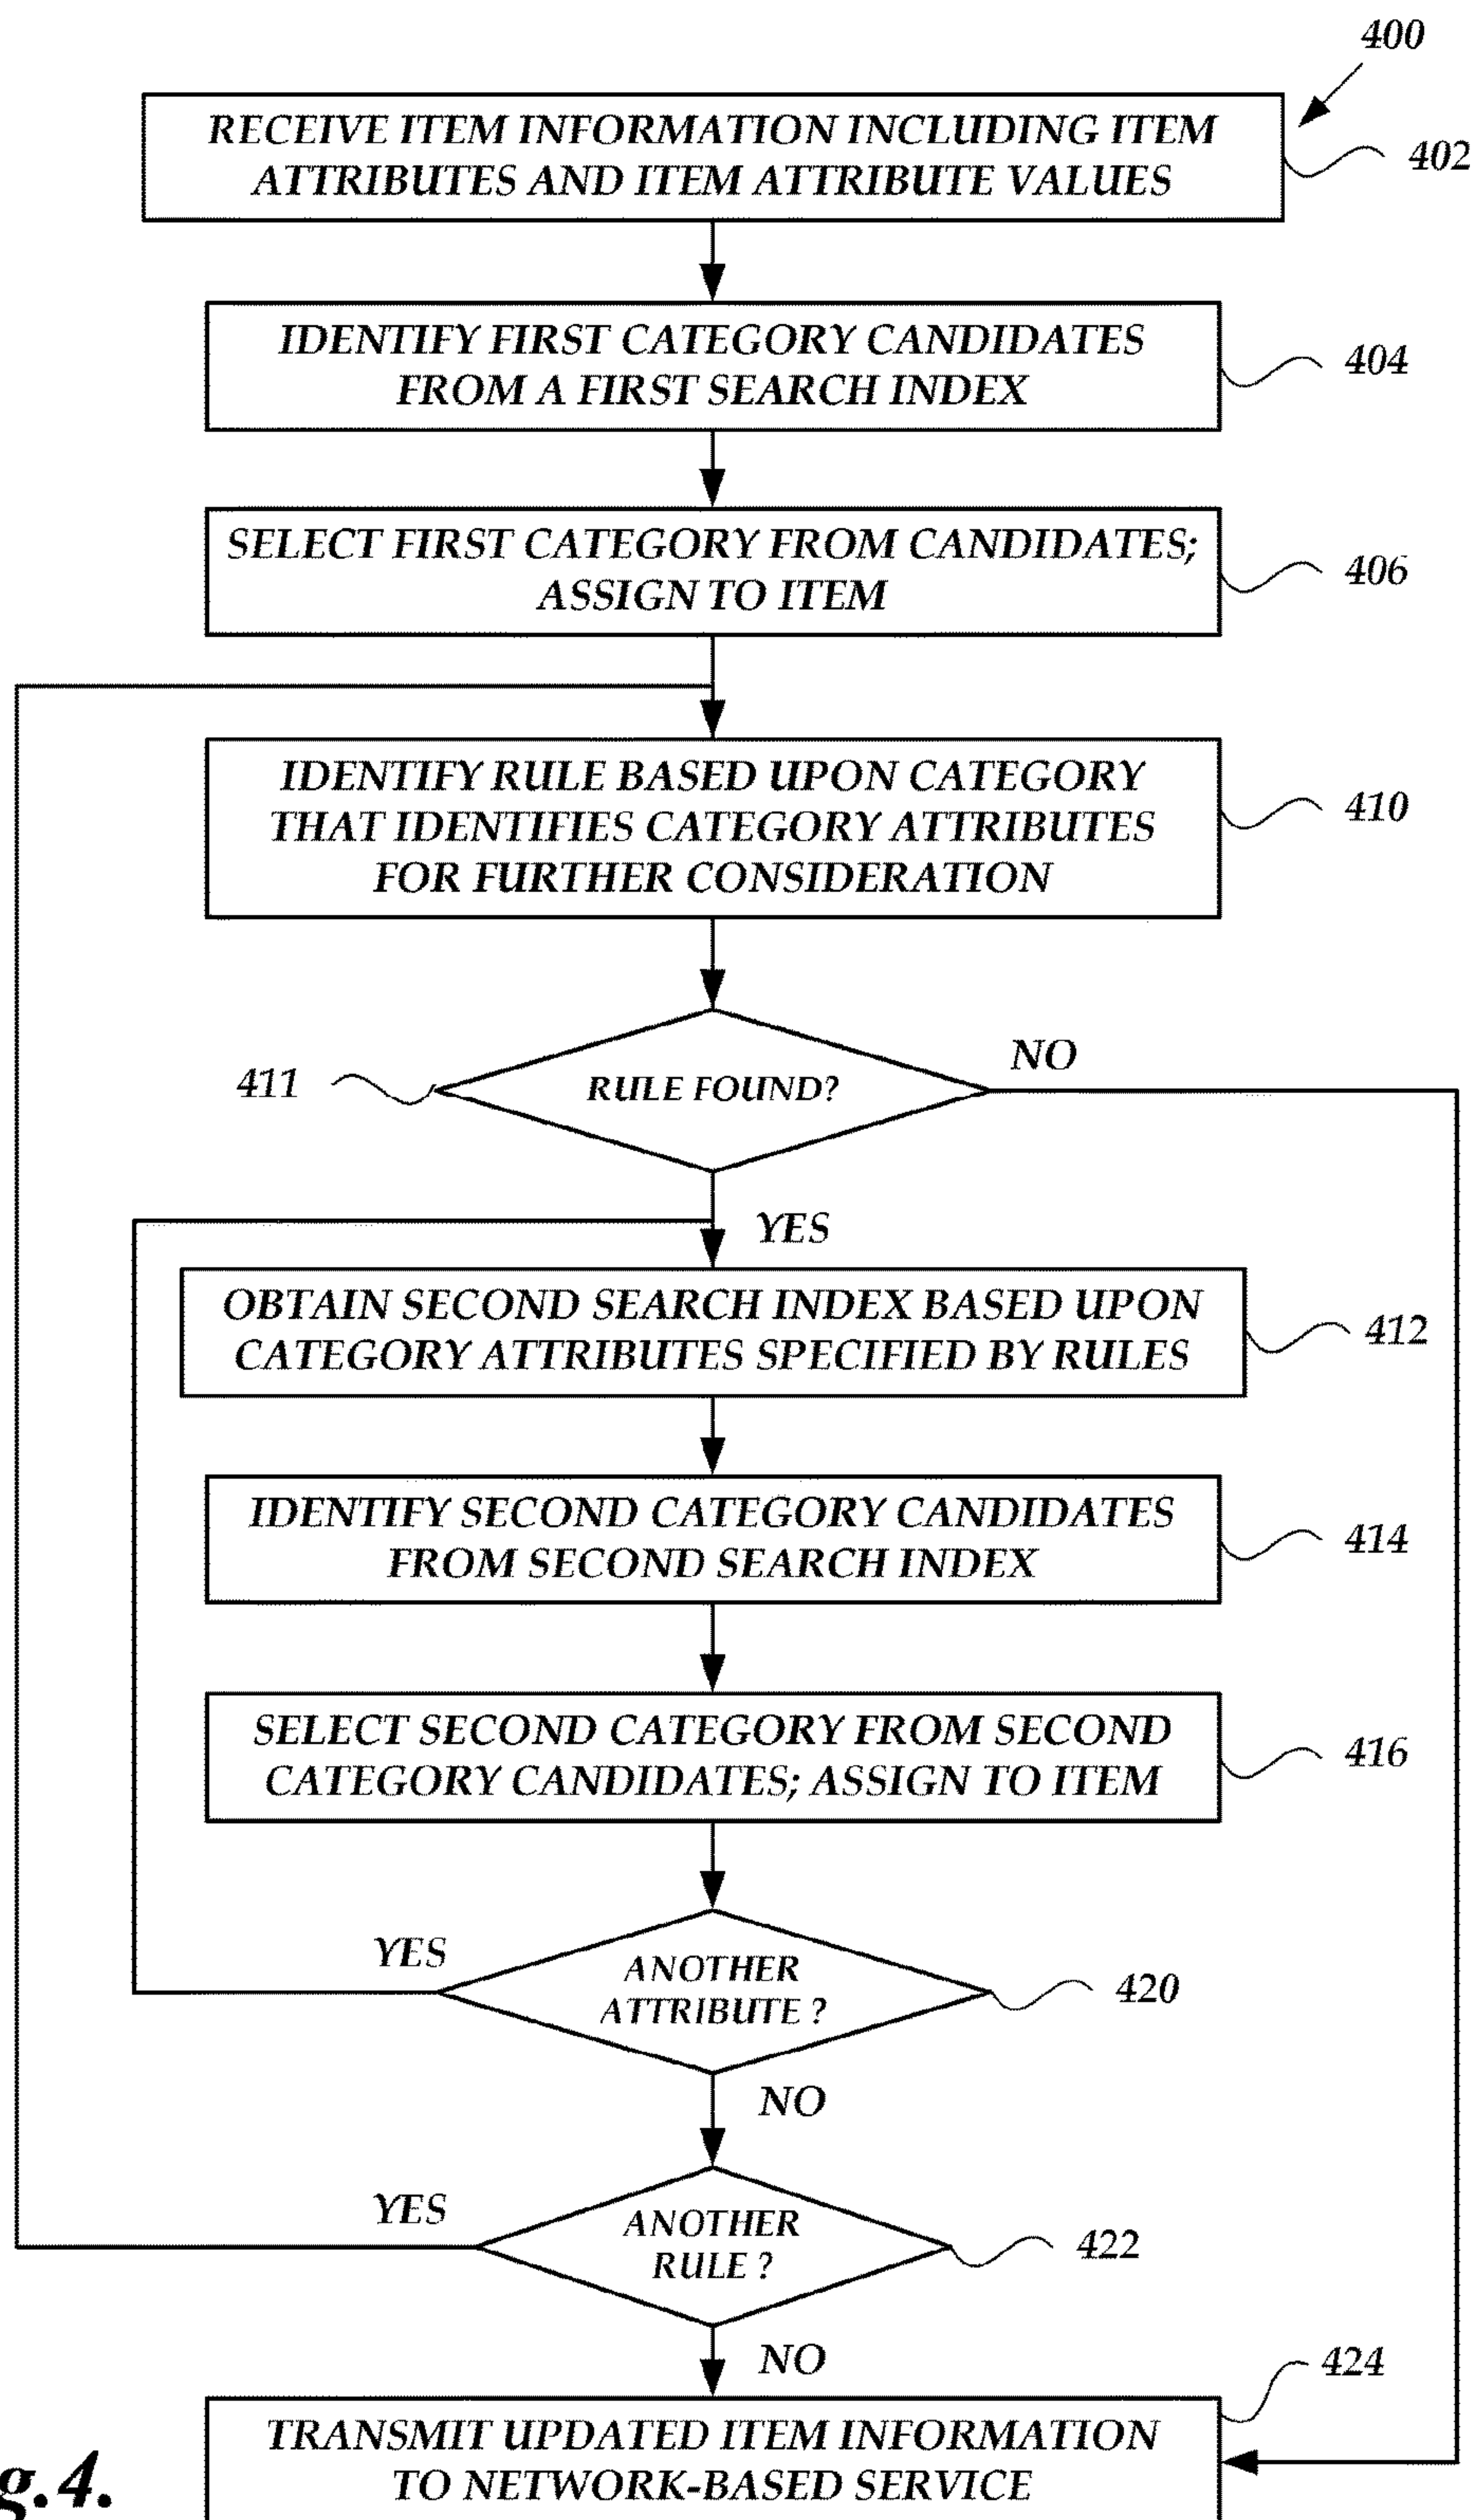 400
RECEIVE ITEM INFORMATION INCLUDING ITEM
ATTRIBUTES AND ITEM ATTRIBUTE VALUES
402
IDENTIFY FIRST CATEGORY CANDIDATES
FROM A FIRST SEARCH INDEX
404
SELECT FIRST CATEGORY FROM CANDIDATES;
ASSIGN TO ITEM
406
IDENTIFY RULE BASED UPON CATEGORY
THAT IDENTIFIES CATEGORY ATTRIBUTES
FOR FURTHER CONSIDERATION
410
NO
411
RULE FOUND?
YES
OBTAIN SECOND SEARCH INDEX BASED UPON
CATEGORY ATTRIBUTES SPECIFIED BY RULES
412
IDENTIFY SECOND CATEGORY CANDIDATES
FROM SECOND SEARCH INDEX
414
SELECT SECOND CATEGORY FROM SECOND
CATEGORY CANDIDATES; ASSIGN TO ITEM
416
YES
ANOTHER
ATTRIBUTE ?
420
NO
YES
ANOTHER
RULE ?
422
NO
424
TRANSMIT UPDATED ITEM INFORMATION
TO NETWORK-BASED SERVICE
g.4.